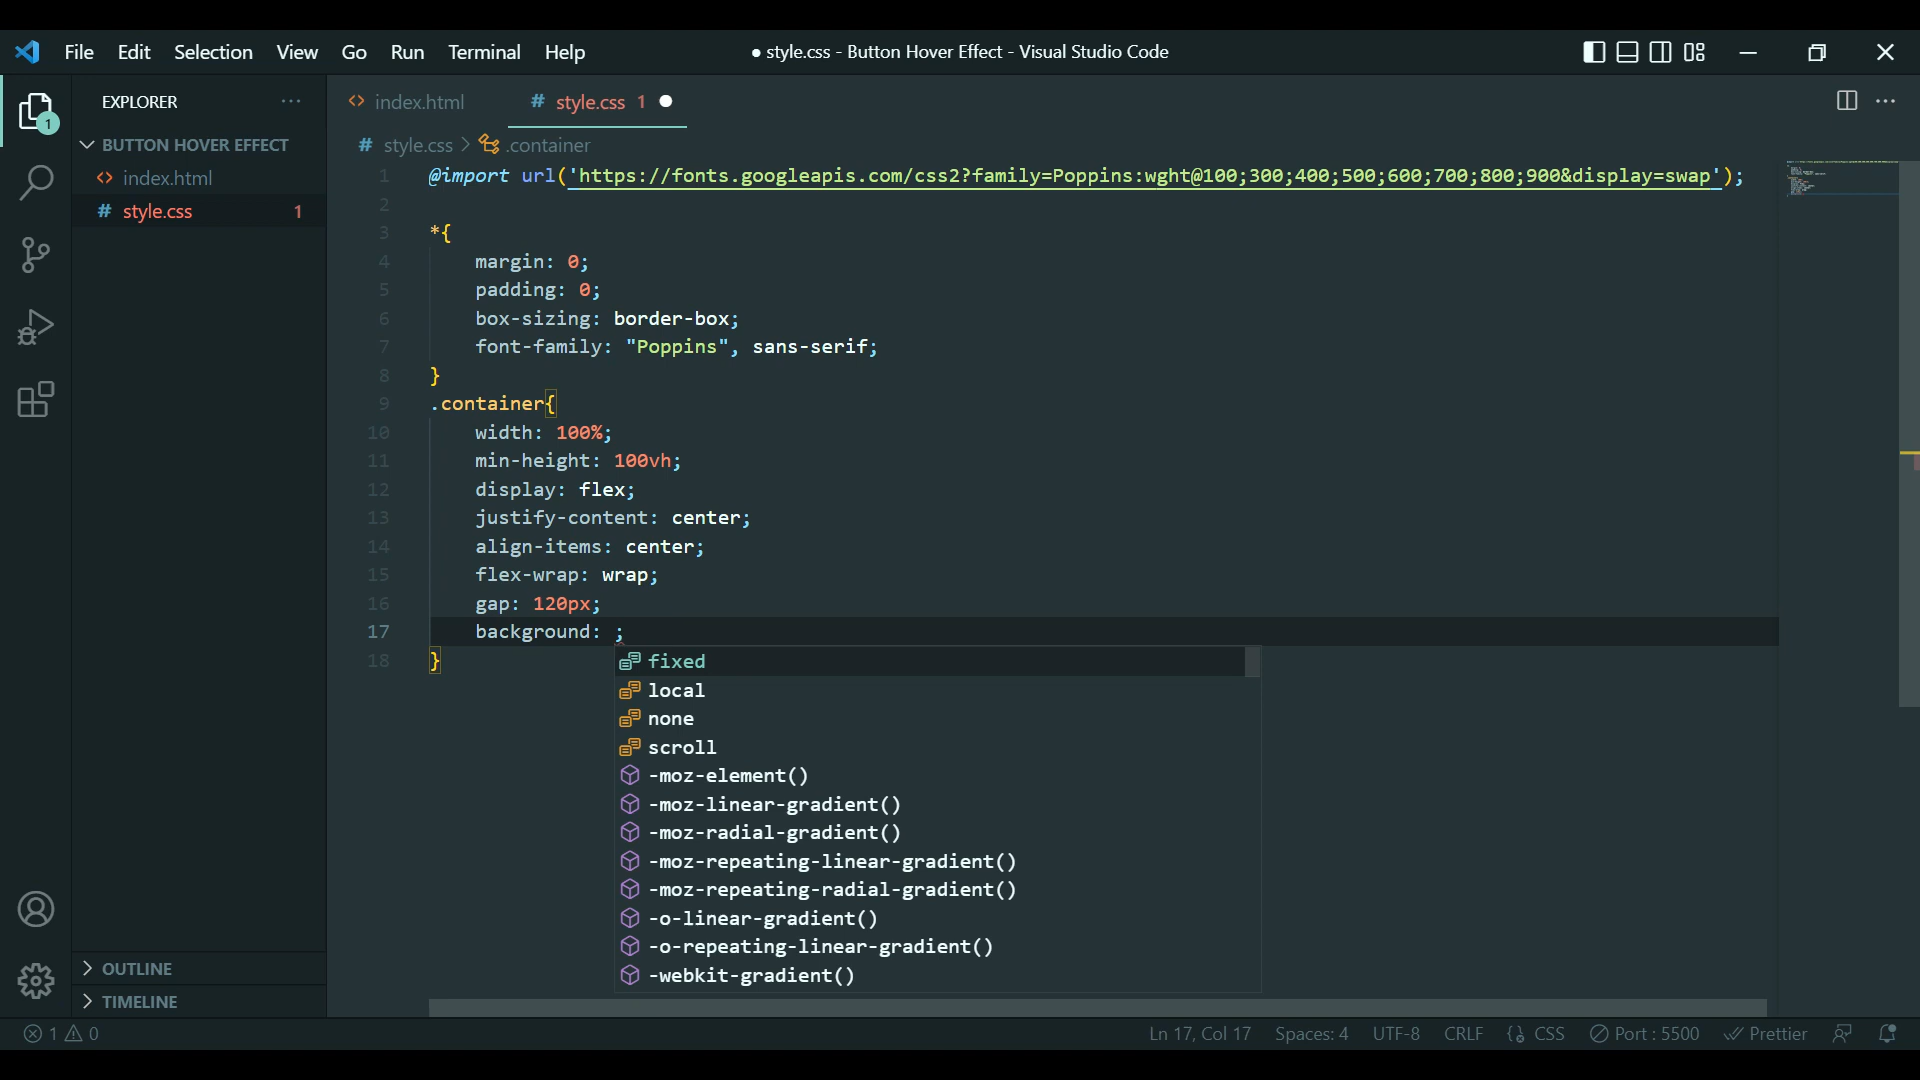 File Edit Selection View Go Run Terminal Help
● style.css - Button Hover Effect - Visual Studio Code
EXPLORER ···
1
BUTTON HOVER EFFECT
<> index.html
# style.css 1
OUTLINE
TIMELINE
<> index.html
# style.css 1 ●
# style.css > .container
1 @import url('https://fonts.googleapis.com/css2?family=Poppins:wght@100;300;400;500;600;700;800;900&display=swap');
2
3 *{
4 margin: 0;
5 padding: 0;
6 box-sizing: border-box;
7 font-family: "Poppins", sans-serif;
8 }
9 .container{
10 width: 100%;
11 min-height: 100vh;
12 display: flex;
13 justify-content: center;
14 align-items: center;
15 flex-wrap: wrap;
16 gap: 120px;
17 background: ;
18 }
fixed
local
none
scroll
-moz-element()
-moz-linear-gradient()
-moz-radial-gradient()
-moz-repeating-linear-gradient()
-moz-repeating-radial-gradient()
-o-linear-gradient()
-o-repeating-linear-gradient()
-webkit-gradient()
1 0
Ln 17, Col 17 Spaces: 4 UTF-8 CRLF CSS Port : 5500 Prettier